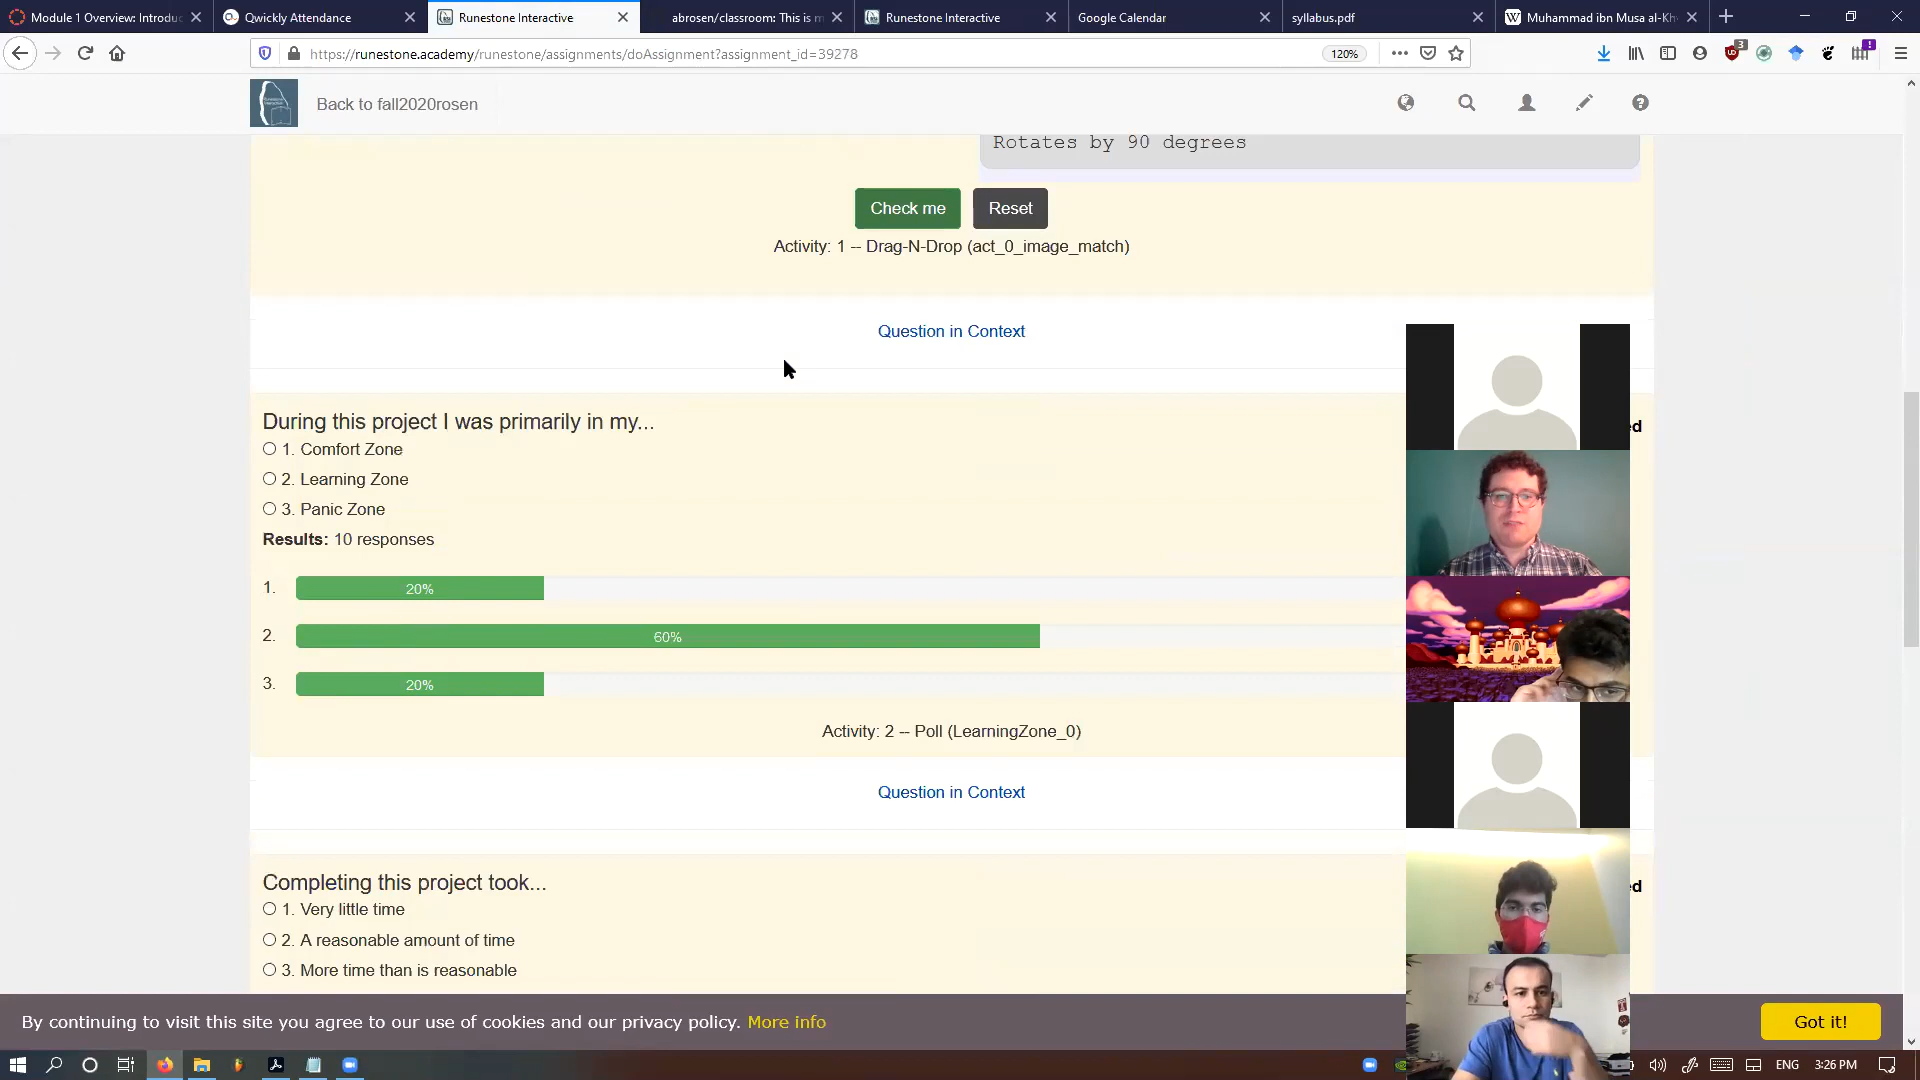 Module 1 Overview: Introduc
Qwickly Attendance
Runestone Interactive
abrosen/classroom: This is m
Runestone Interactive
Google Calendar
syllabus.pdf
Muhammad ibn Musa al-Kh
https://runestone.academy/runestone/assignments/doAssignment?assignment_id=39278
120%
3
1
Back to fall2020rosen
Rotates by 90 degrees
Check me
Reset
Activity: 1 -- Drag-N-Drop (act_0_image_match)
Question in Context
During this project I was primarily in my...
ed
1. Comfort Zone
2. Learning Zone
3. Panic Zone
Results: 10 responses
1. 20%
2. 60%
3. 20%
Activity: 2 -- Poll (LearningZone_0)
Question in Context
Completing this project took...
ed
1. Very little time
2. A reasonable amount of time
3. More time than is reasonable
By continuing to visit this site you agree to our use of cookies and our privacy policy. More info
Got it!
ENG
3:26 PM